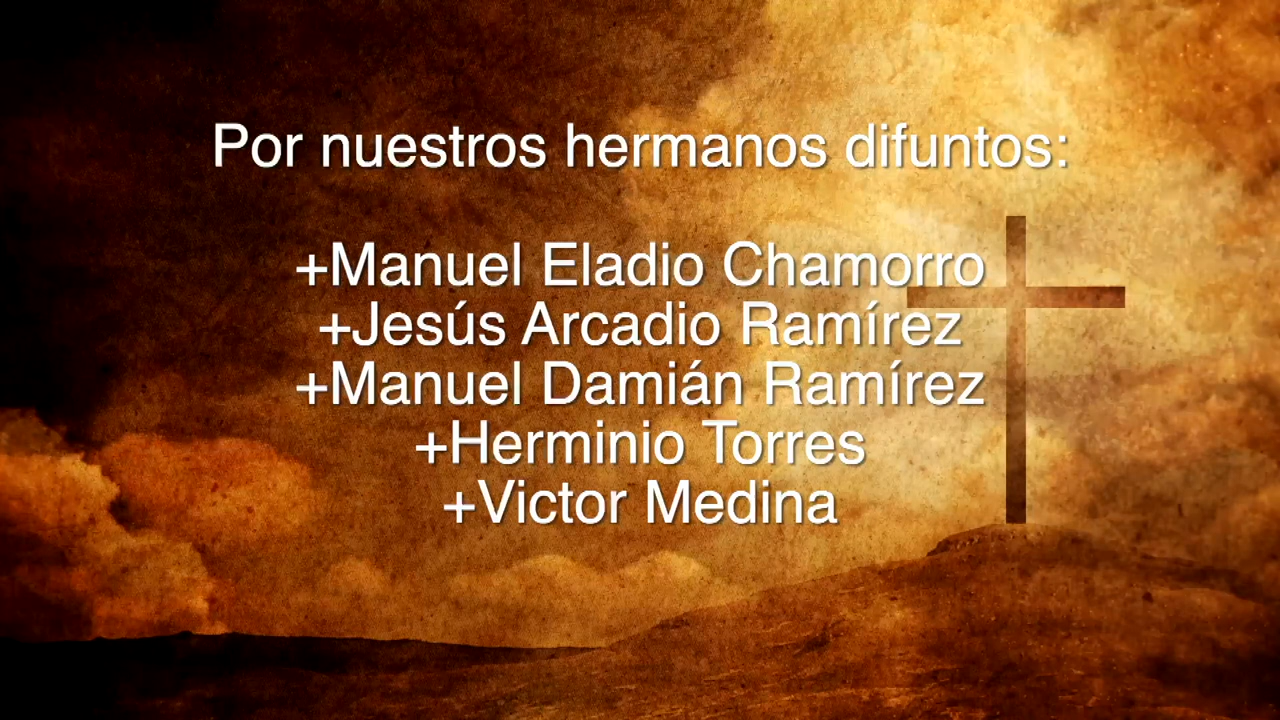 Por nuestros hermanos difuntos:
+Manuel Eladio Chamorro
+Jesús Arcadio Ramírez
+Manuel Damián Ramírez
+Herminio Torres
+Victor Medina